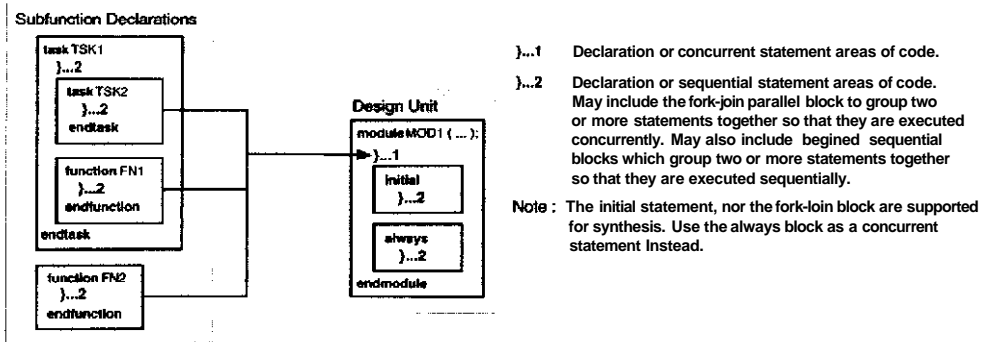 Subfunction Declarations
task TSK1
}...2
task TSK2
}...2
endtask
function FN1
}...2
endfunction
endtask
function FN2
}...2
endfunction
Design Unit
module MOD1 ( ... );
}...1
initial
}...2
always
}...2
endmodule
}...1 Declaration or concurrent statement areas of code.
}...2 Declaration or sequential statement areas of code.
May include the fork-join parallel block to group two
or more statements together so that they are executed
concurrently. May also include begined sequential
blocks which group two or more statements together
so that they are executed sequentially.
Note : The initial statement, nor the fork-loin block are supported
for synthesis. Use the always block as a concurrent
statement Instead.